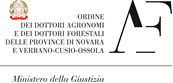 ORDINE
DEI DOTTORI AGRONOMI
E DEI DOTTORI FORESTALI
DELLE PROVINCE DI NOVARA
E VERBANO-CUSIO-OSSOLA
AF
Ministero della Giustizia